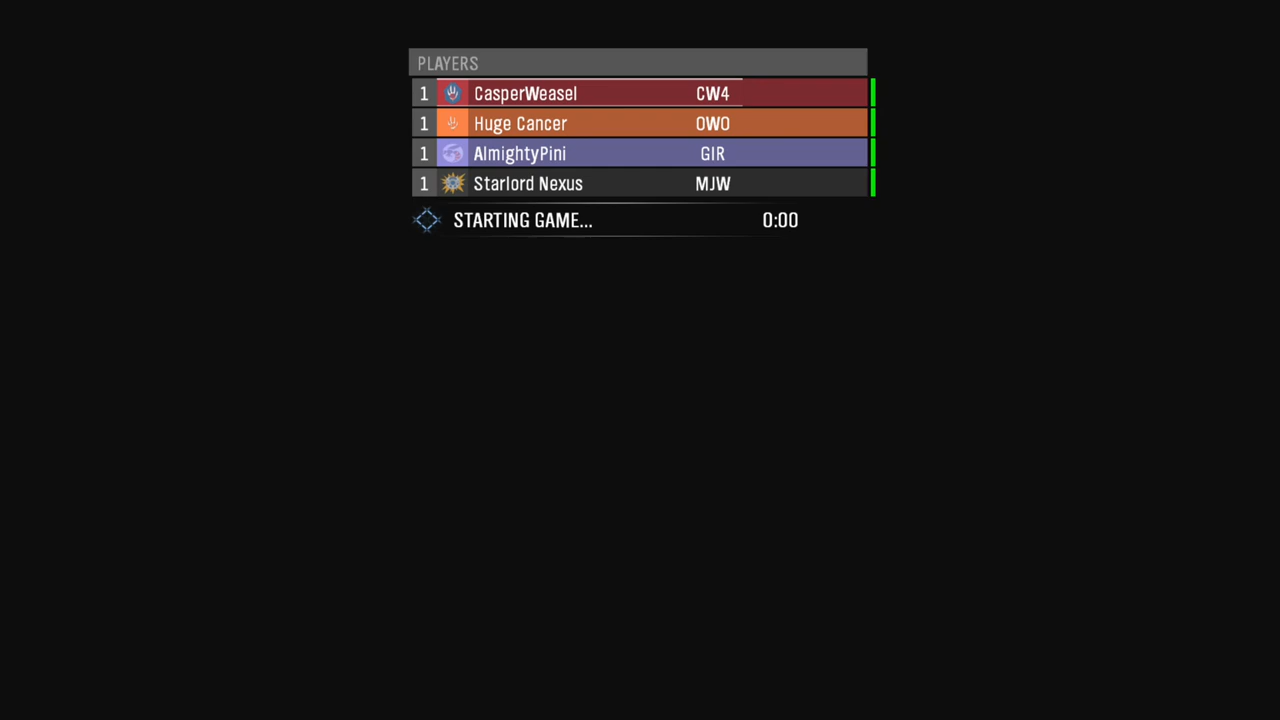 PLAYERS
1 CasperWeasel CW4
1 Huge Cancer OWO
1 AlmightyPini GIR
1 Starlord Nexus MJW
STARTING GAME... 0:00